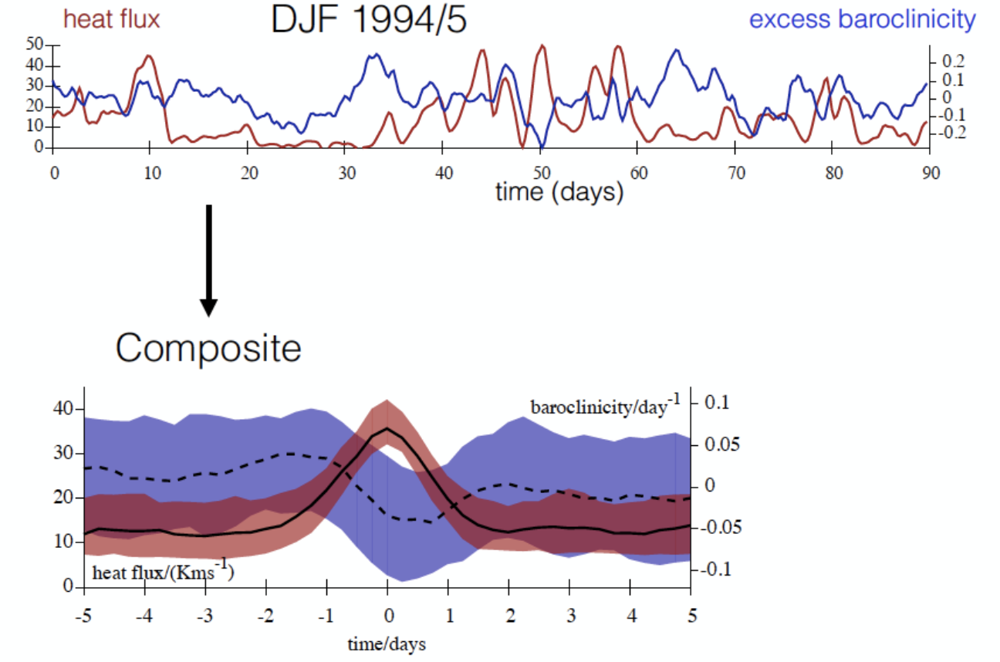 heat flux DJF 1994/5 excess baroclinicity
50
40 0.2
30 0.1
20 0
10 -0.1
0 -0.2
0 10 20 30 40 50 60 70 80 90
time (days)
Composite
baroclinicity/day⁻¹
40 0.1
30 0.05
20 0
10 -0.05
heat flux/(Kms⁻¹)
0 -0.1
-5 -4 -3 -2 -1 0 1 2 3 4 5
time/days